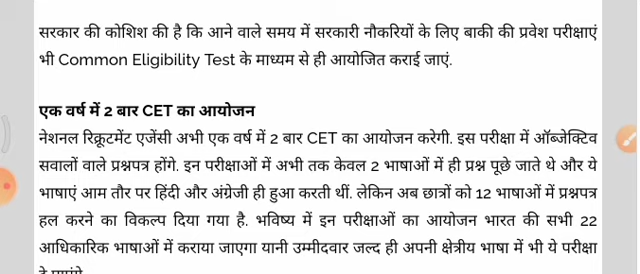 सरकार की कोशिश की है कि आने वाले समय में सरकारी नौकरियों के लिए बाकी की प्रवेश परीक्षाएं
भी Common Eligibility Test के माध्यम से ही आयोजित कराई जाएं.
एक वर्ष में 2 बार CET का आयोजन
नेशनल रिक्रूटमेंट एजेंसी अभी एक वर्ष में 2 बार CET का आयोजन करेगी. इस परीक्षा में ऑब्जेक्टिव
सवालों वाले प्रश्नपत्र होंगे. इन परीक्षाओं में अभी तक केवल 2 भाषाओं में ही प्रश्न पूछे जाते थे और ये
भाषाएं आम तौर पर हिंदी और अंग्रेजी ही हुआ करती थीं. लेकिन अब छात्रों को 12 भाषाओं में प्रश्नपत्र
हल करने का विकल्प दिया गया है. भविष्य में इन परीक्षाओं का आयोजन भारत की सभी 22
आधिकारिक भाषाओं में कराया जाएगा यानी उम्मीदवार जल्द ही अपनी क्षेत्रीय भाषा में भी ये परीक्षा